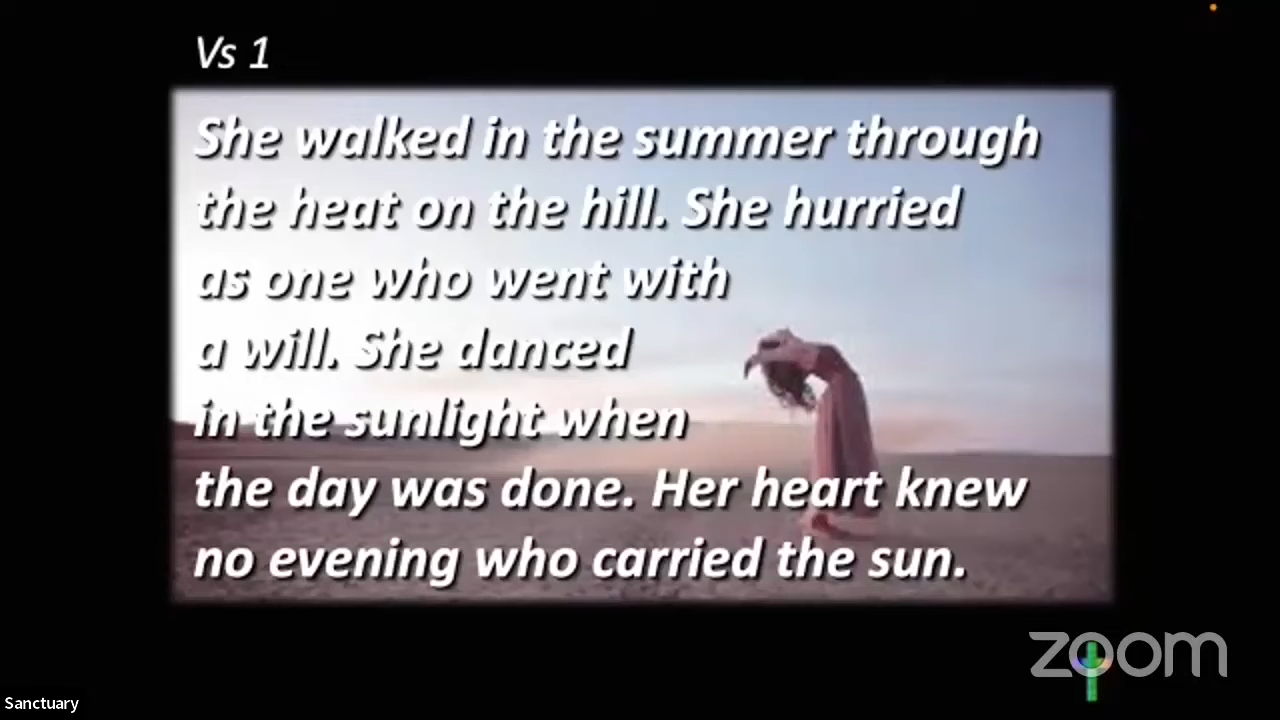 Vs 1
She walked in the summer through
the heat on the hill. She hurried
as one who went with
a will. She danced
in the sunlight when
the day was done. Her heart knew
no evening who carried the sun.
zoom
Sanctuary